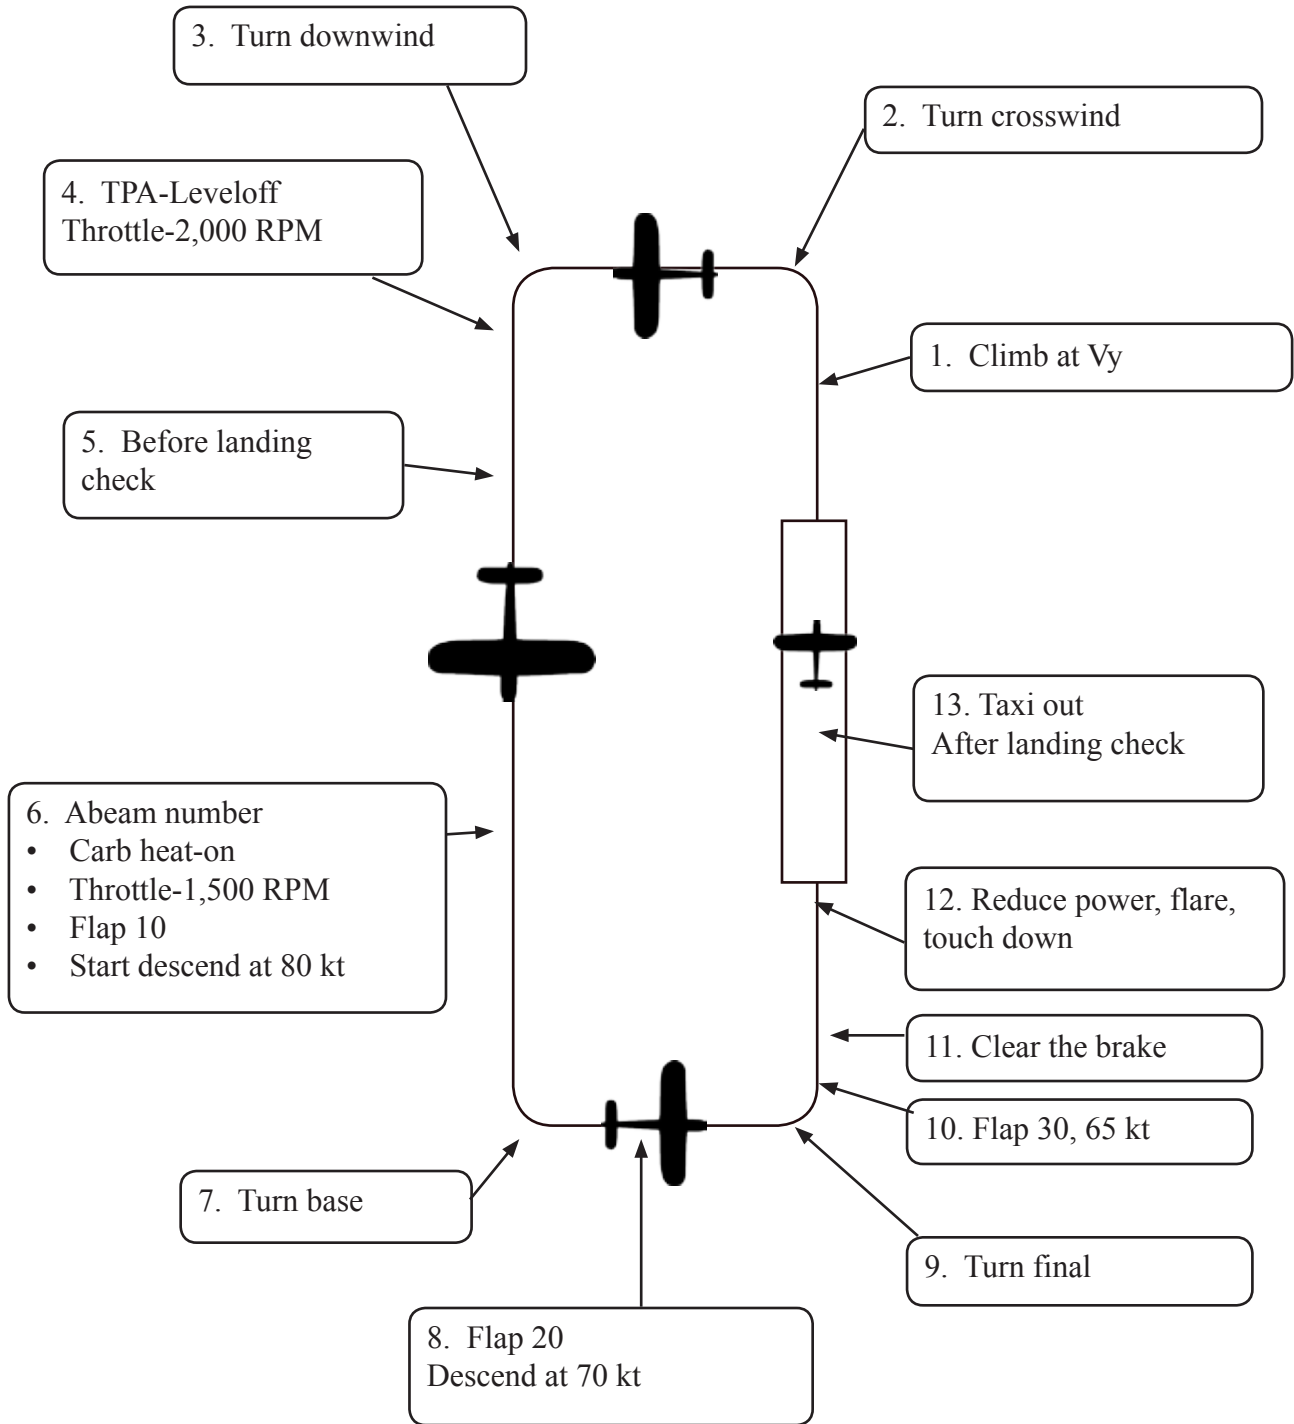 3.  Turn downwind
2.  Turn crosswind
4.  TPA-Leveloff
Throttle-2,000 RPM
1.  Climb at Vy
5.  Before landing
check
13. Taxi out
After landing check
6.  Abeam number
•  Carb heat-on
•  Throttle-1,500 RPM
•  Flap 10
•  Start descend at 80 kt
12. Reduce power, flare,
touch down
11. Clear the brake
10. Flap 30, 65 kt
7.  Turn base
9.  Turn final
8.  Flap 20
Descend at 70 kt